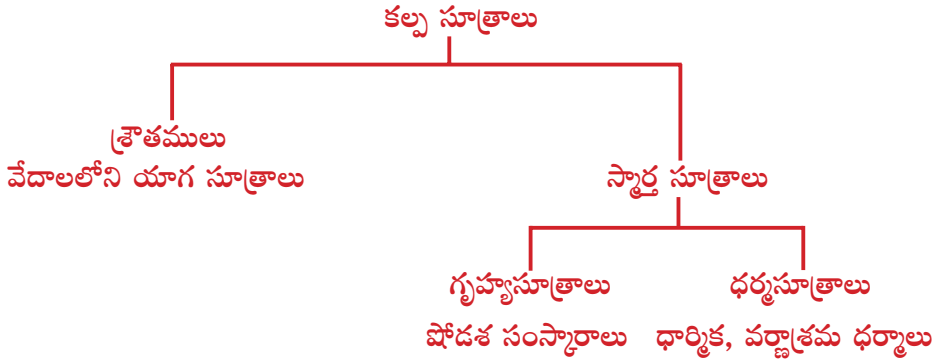 కల్ప సూత్రాలు
శ్రౌతములు
వేదాలలోని యాగ సూత్రాలు
స్మార్త సూత్రాలు
గృహ్యసూత్రాలు
షోడశ సంస్కారాలు
ధర్మసూత్రాలు
ధార్మిక, వర్ణాశ్రమ ధర్మాలు